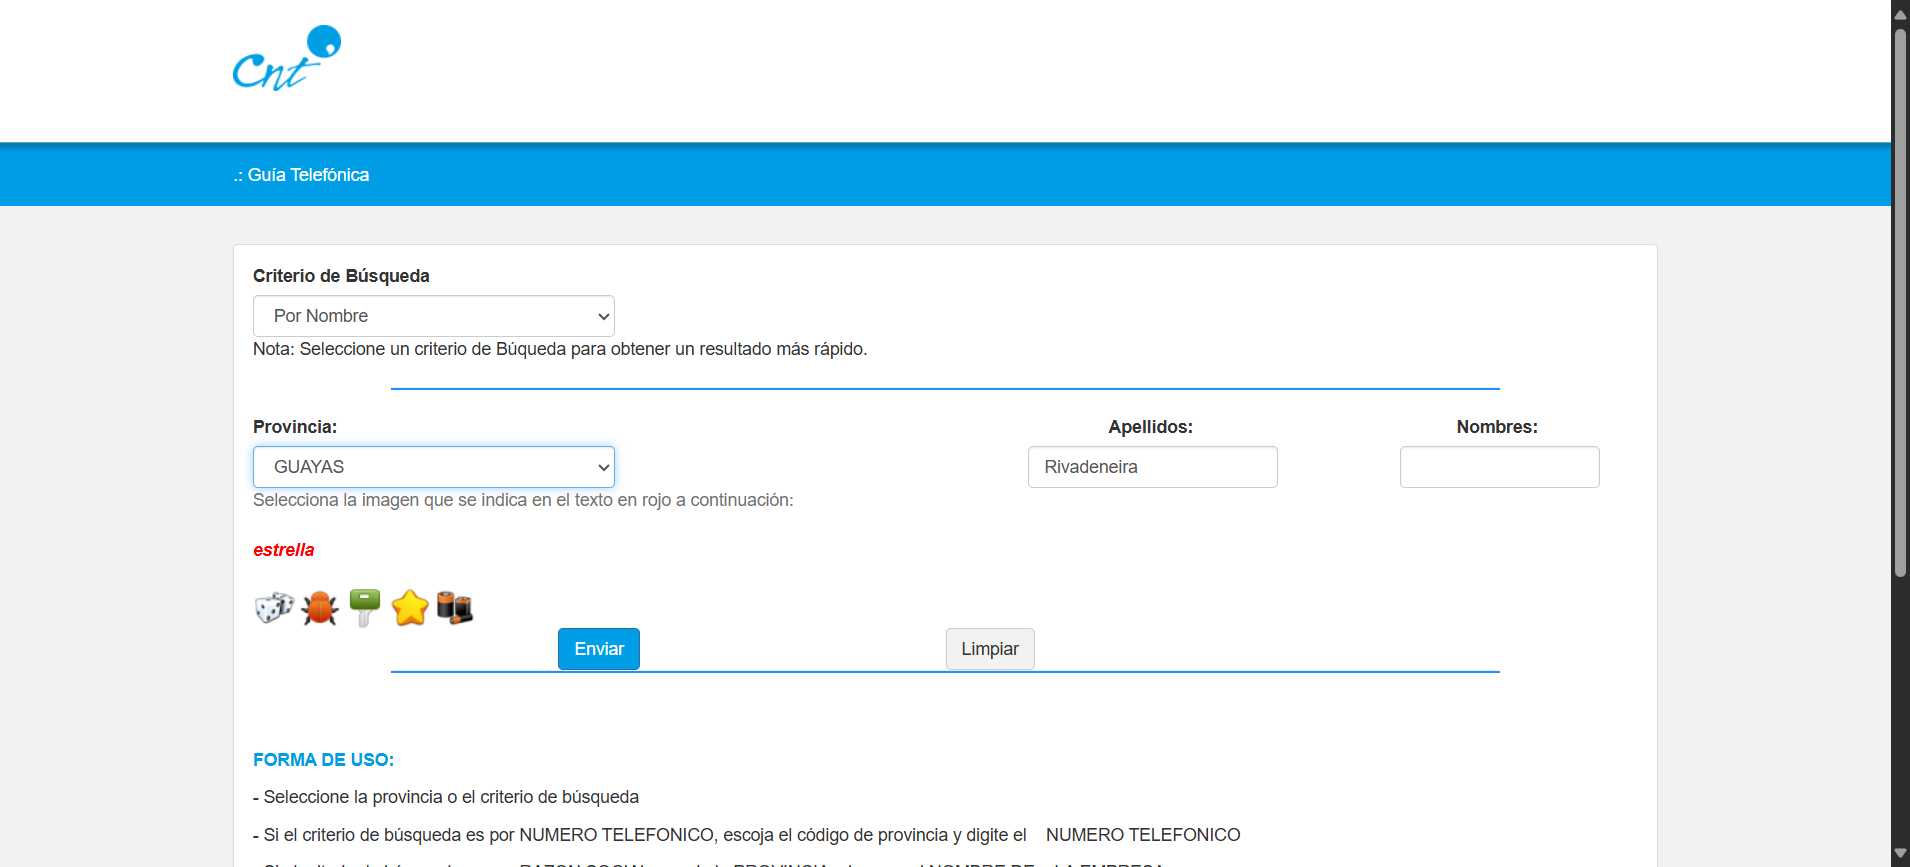 Cnt
.: Guía Telefónica
Criterio de Búsqueda
Por Nombre
Nota: Seleccione un criterio de Búqueda para obtener un resultado más rápido.
Provincia: Apellidos: Nombres:
GUAYAS Rivadeneira
Selecciona la imagen que se indica en el texto en rojo a continuación:
estrella
Enviar Limpiar
FORMA DE USO:
- Seleccione la provincia o el criterio de búsqueda
- Si el criterio de búsqueda es por NUMERO TELEFONICO, escoja el código de provincia y digite el NUMERO TELEFONICO